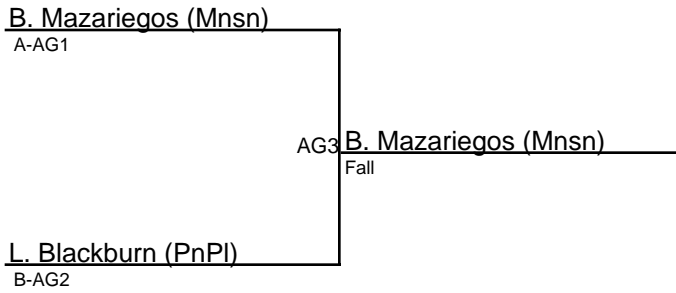 B. Mazariegos (Mnsn)
A-AG1
AG3 B. Mazariegos (Mnsn)
Fall
L. Blackburn (PnPl)
B-AG2